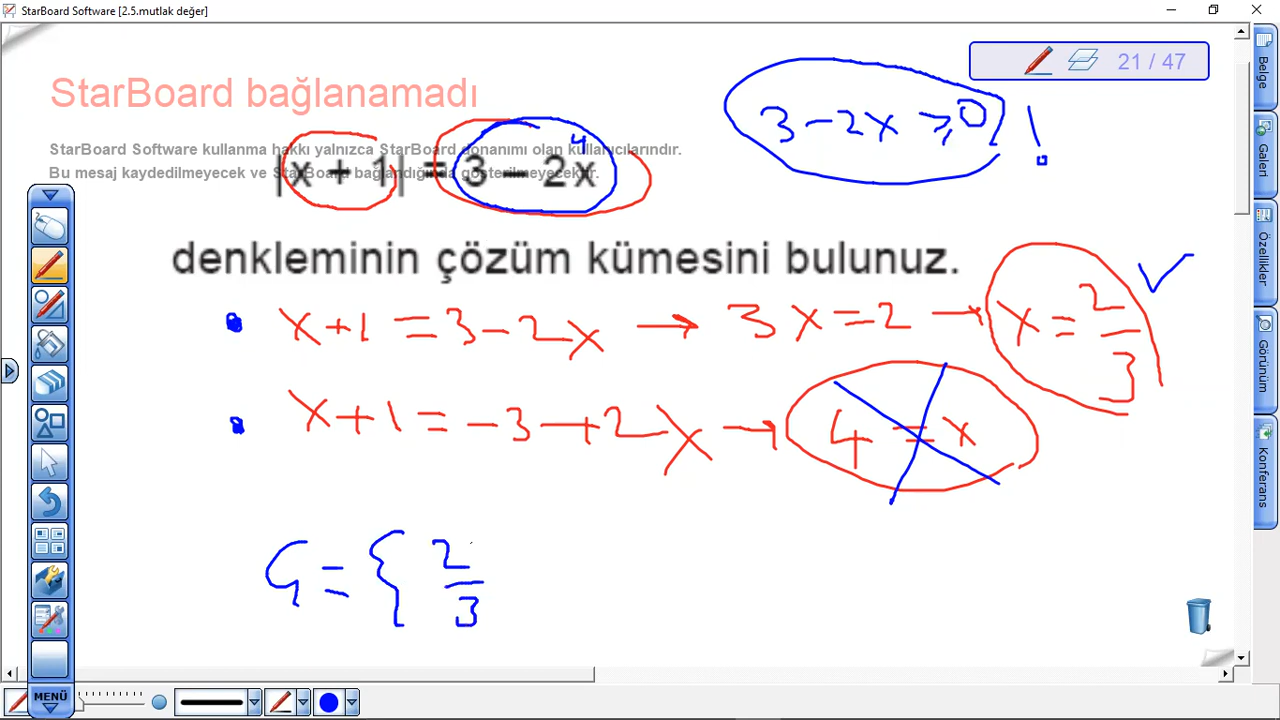 StarBoard Software [2.5.mutlak değer]
21 / 47
StarBoard bağlanamadı
StarBoard Software kullanma hakkı yalnızca StarBoard donanımı olan kullanıcılarındır.
Bu mesaj kaydedilmeyecek ve StarBoard bağlandığında gösterilmeyecektir.
3 - 2x ≥ 0 !
|x + 1| = 3 − 2x
4
denkleminin çözüm kümesini bulunuz.
• x+1 = 3 - 2x → 3x = 2 → x = 2/3 ✓
• x+1 = -3 + 2x → 4 = x
Ç = { 2/3
MENÜ
Belge
Galeri
Özellikler
Görünüm
Konferans